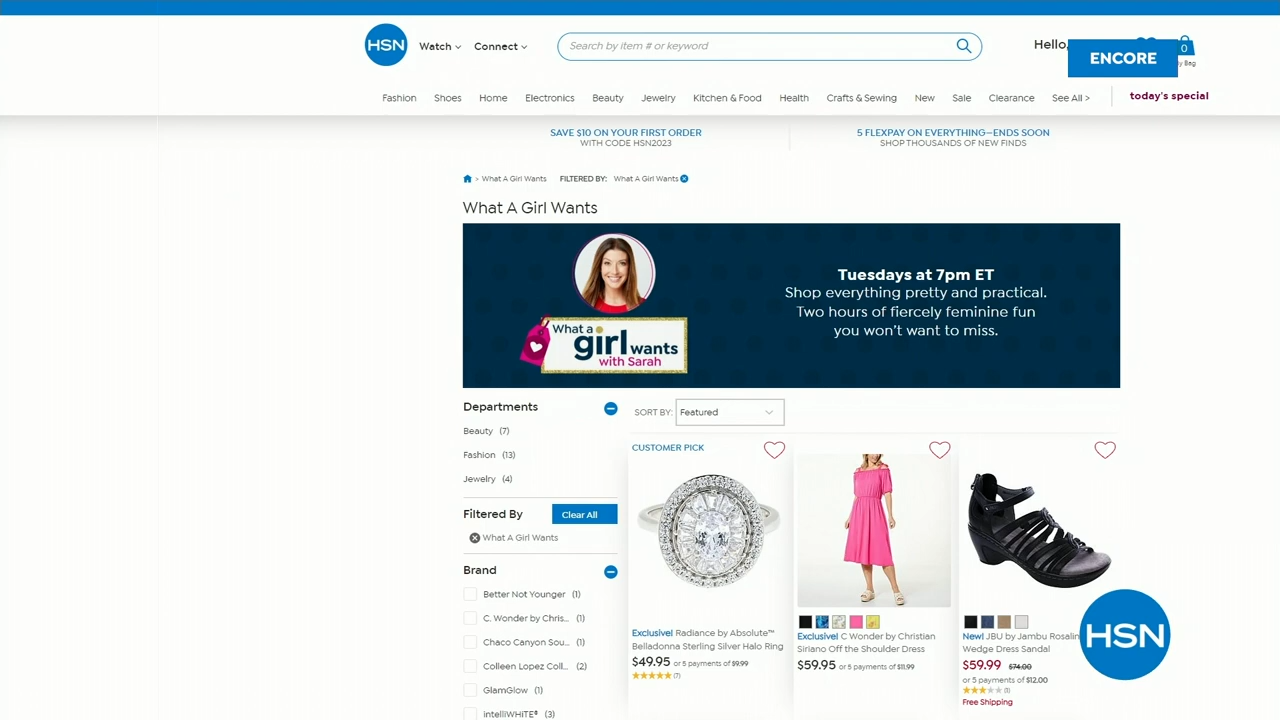 HSN
Watch
Connect
Search by item # or keyword
Hello,
0
ENCORE
Bag
Fashion
Shoes
Home
Electronics
Beauty
Jewelry
Kitchen & Food
Health
Crafts & Sewing
New
Sale
Clearance
See All >
today's special
SAVE $10 ON YOUR FIRST ORDER
WITH CODE HSN2023
5 FLEXPAY ON EVERYTHING—ENDS SOON
SHOP THOUSANDS OF NEW FINDS
> What A Girl Wants
FILTERED BY: What A Girl Wants
What A Girl Wants
What a
girl wants
with Sarah
Tuesdays at 7pm ET
Shop everything pretty and practical.
Two hours of fiercely feminine fun
you won't want to miss.
Departments
Beauty (7)
Fashion (13)
Jewelry (4)
Filtered By
Clear All
What A Girl Wants
Brand
Better Not Younger (1)
C. Wonder by Chris... (1)
Chaco Canyon Sou... (1)
Colleen Lopez Coll... (2)
GlamGlow (1)
intelliWHiTE® (3)
SORT BY: Featured
CUSTOMER PICK
Exclusive! Radiance by Absolute™
Belladonna Sterling Silver Halo Ring
$49.95 or 5 payments of $9.99
(7)
Exclusive! C Wonder by Christian
Siriano Off the Shoulder Dress
$59.95 or 5 payments of $11.99
New! JBU by Jambu Rosalin
Wedge Dress Sandal
$59.99 $74.00
or 5 payments of $12.00
Free Shipping
HSN